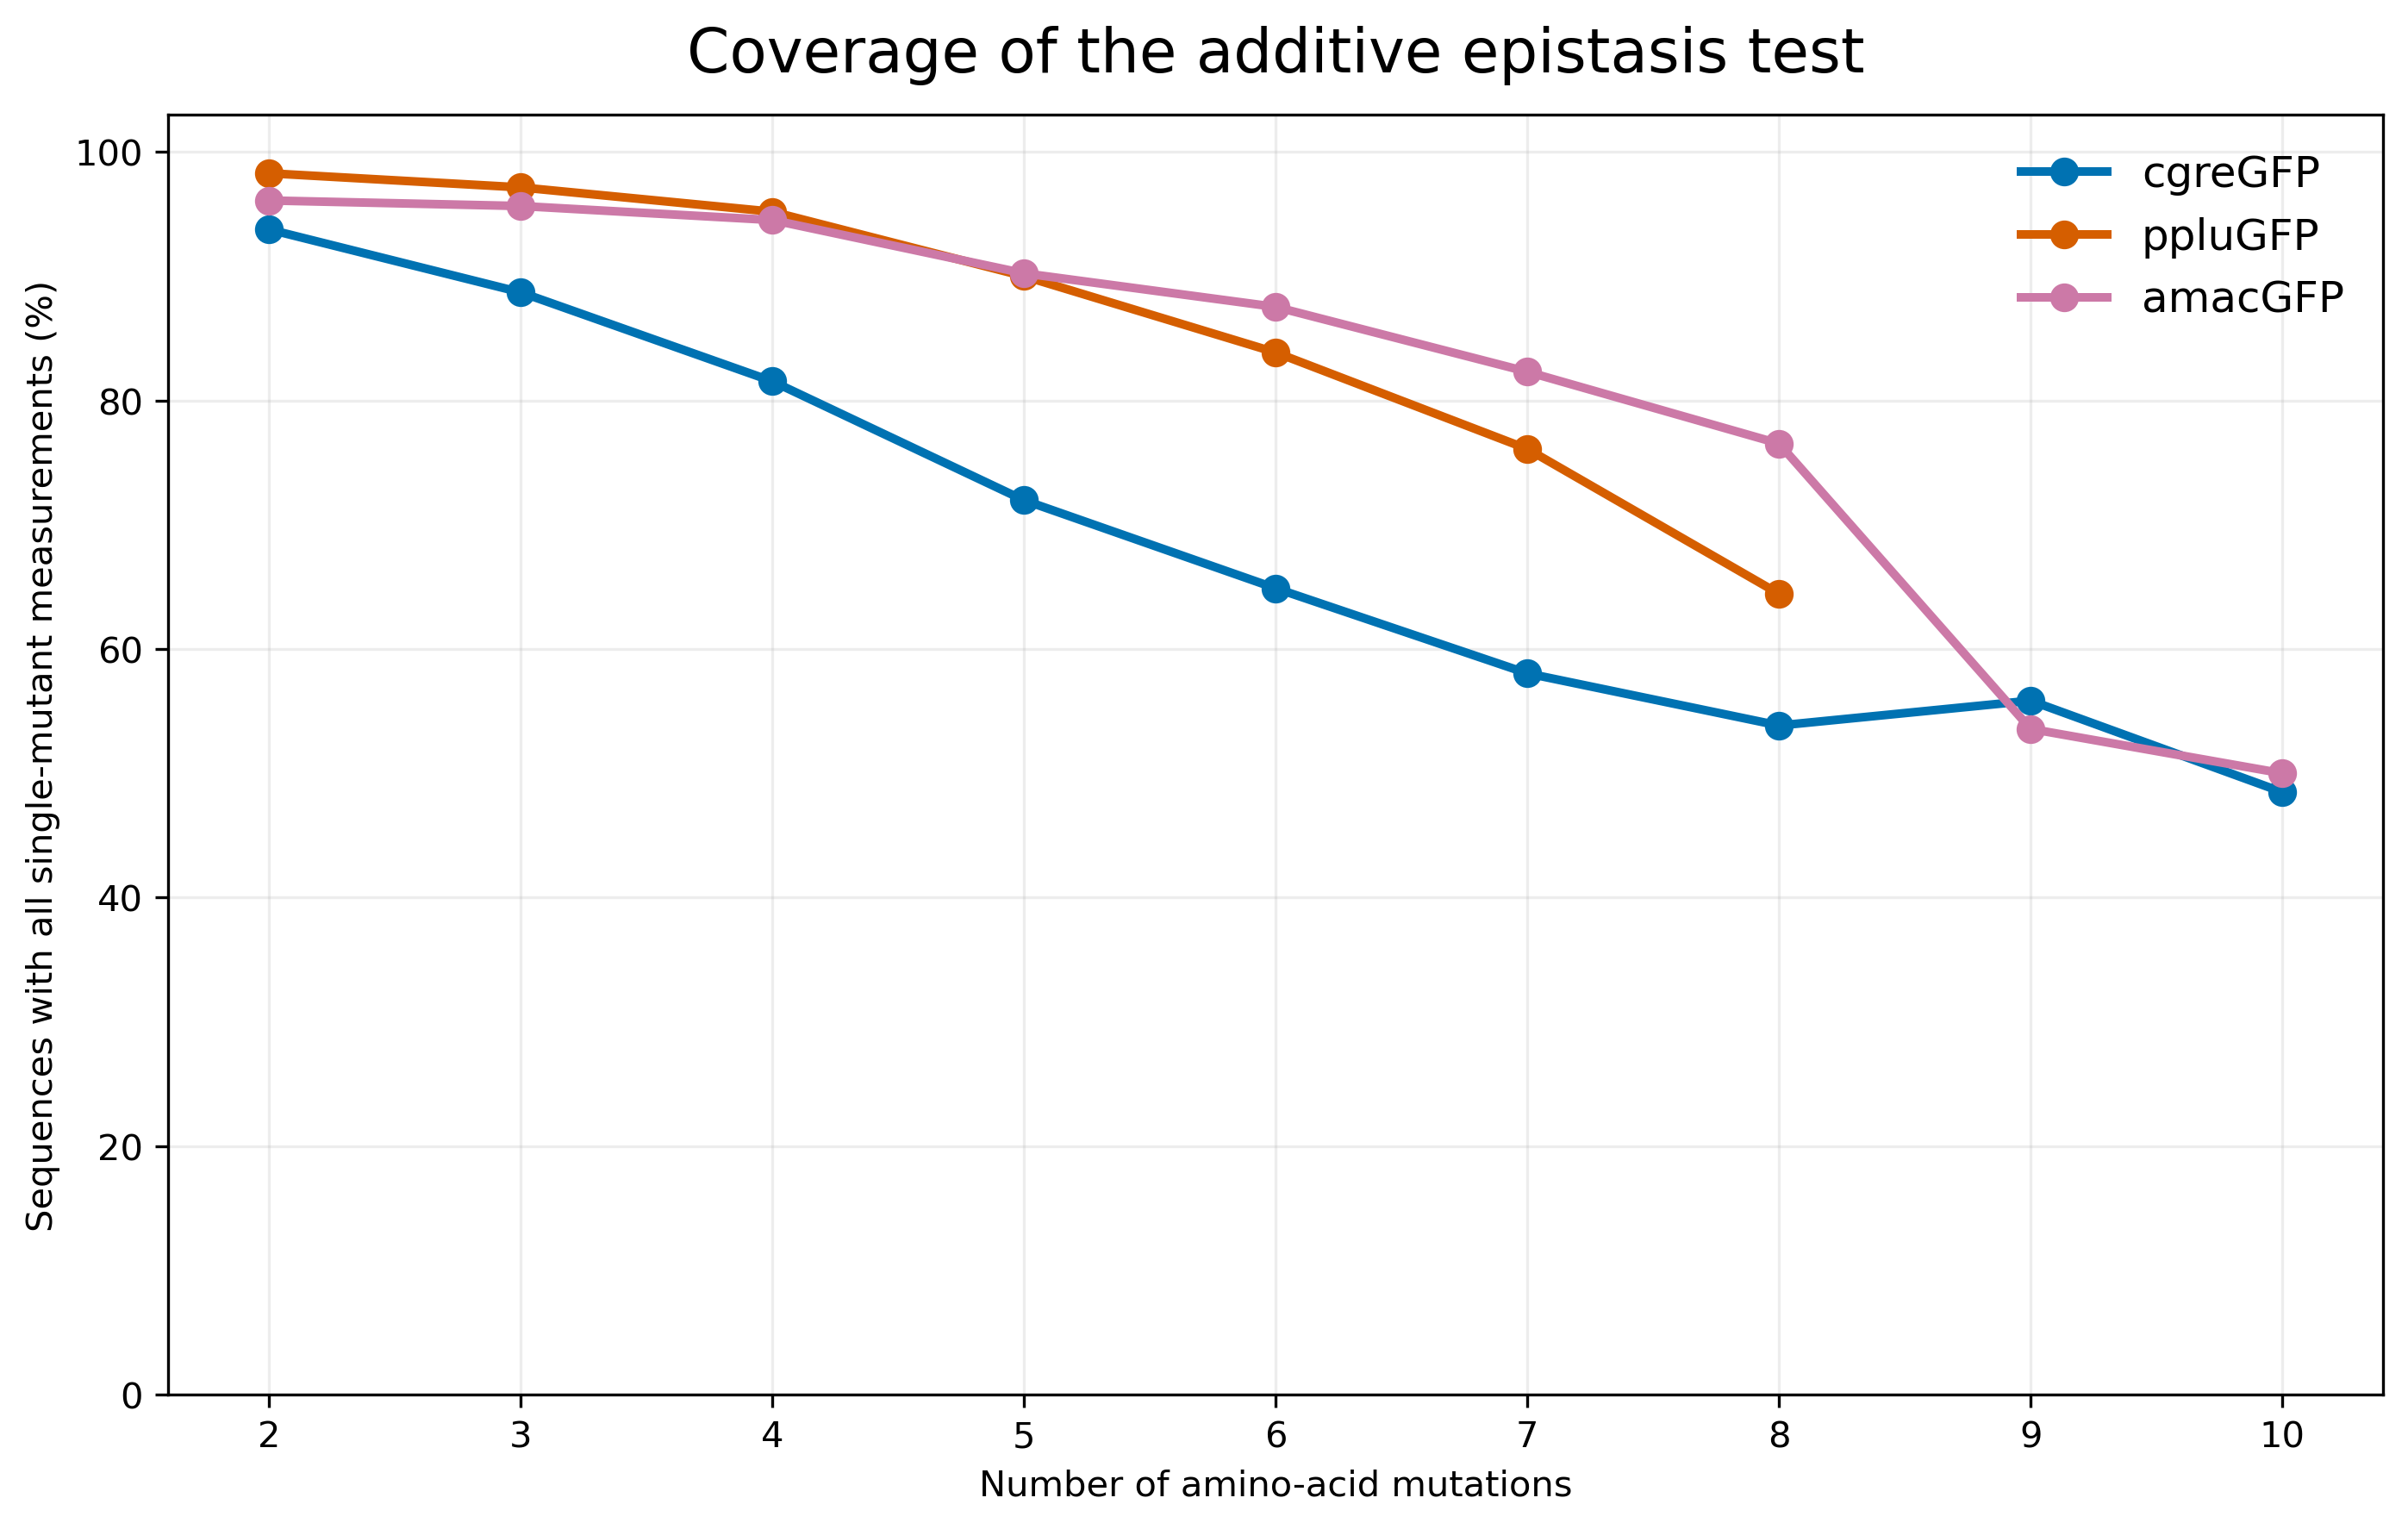 Coverage of the additive epistasis test
Sequences with all single-mutant measurements (%)
100
80
60
40
20
0
cgreGFP
ppluGFP
amacGFP
2 3 4 5 6 7 8 9 10
Number of amino-acid mutations